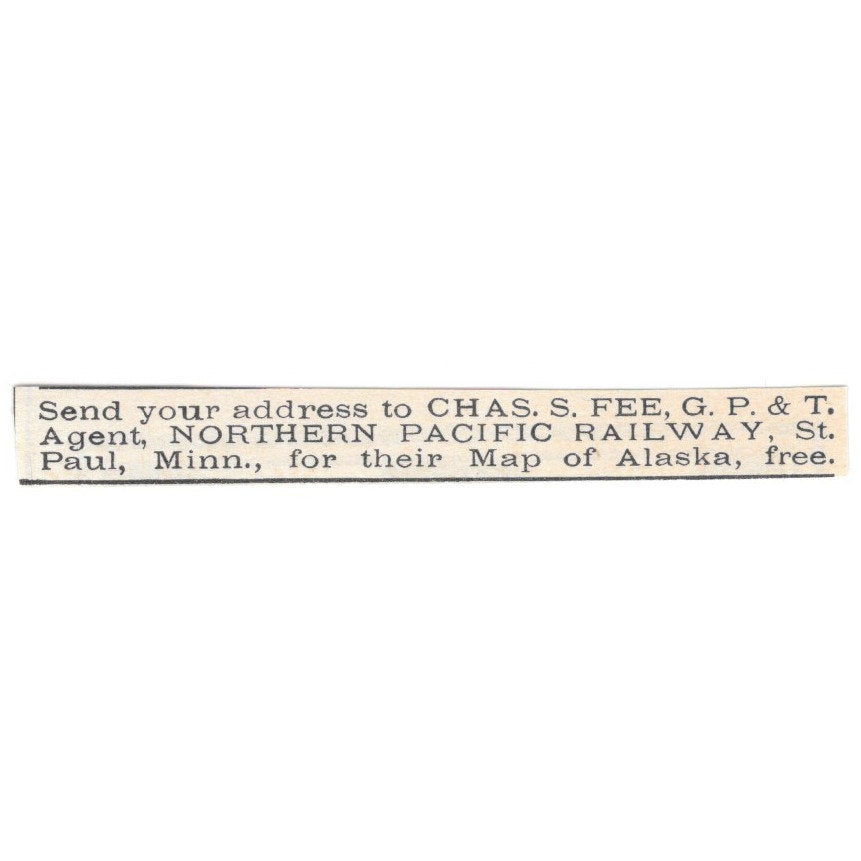 Send your address to CHAS. S. FEE, G. P. & T.
Agent, NORTHERN PACIFIC RAILWAY, St.
Paul, Minn., for their Map of Alaska, free.